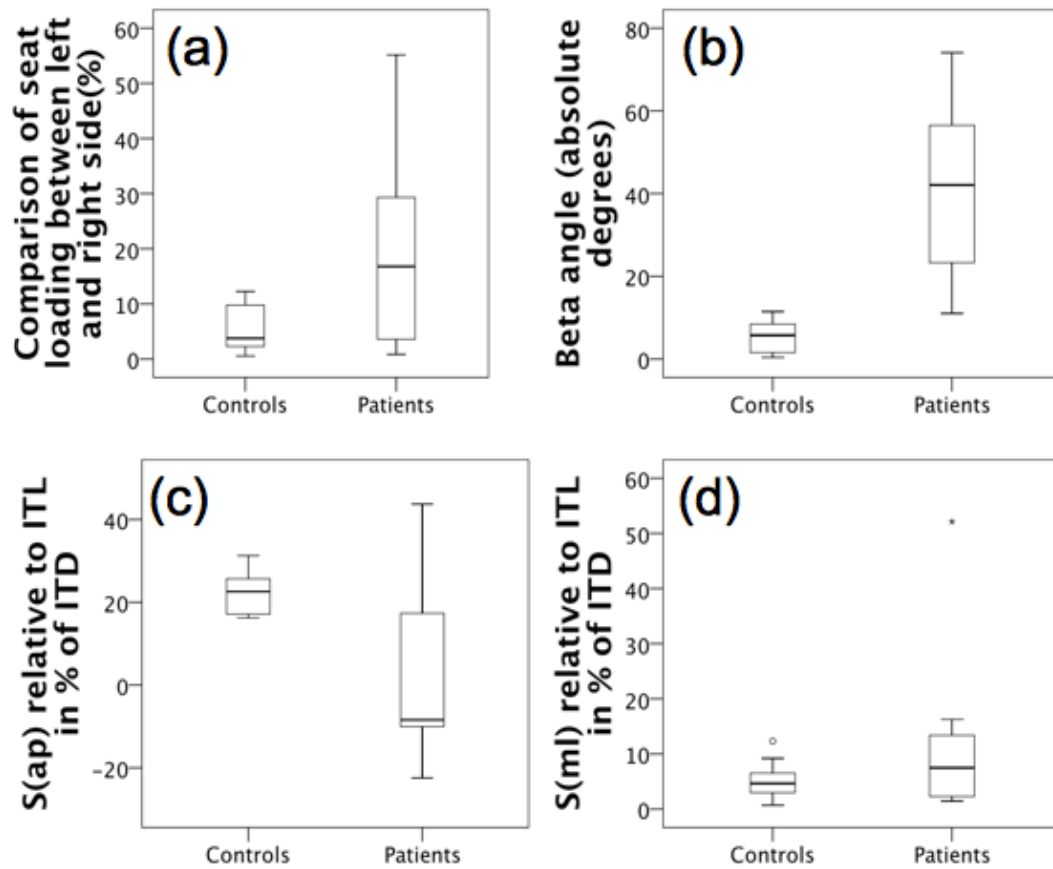 (a)
Comparison of seat
loading between left
and right side(%)
60
50
40
30
20
10
0
Controls Patients
(b)
Beta angle (absolute
degrees)
80
60
40
20
0
Controls Patients
(c)
S(ap) relative to ITL
in % of ITD
40
20
0
-20
Controls Patients
(d)
S(ml) relative to ITL
in % of ITD
60
50
40
30
20
10
0
Controls Patients